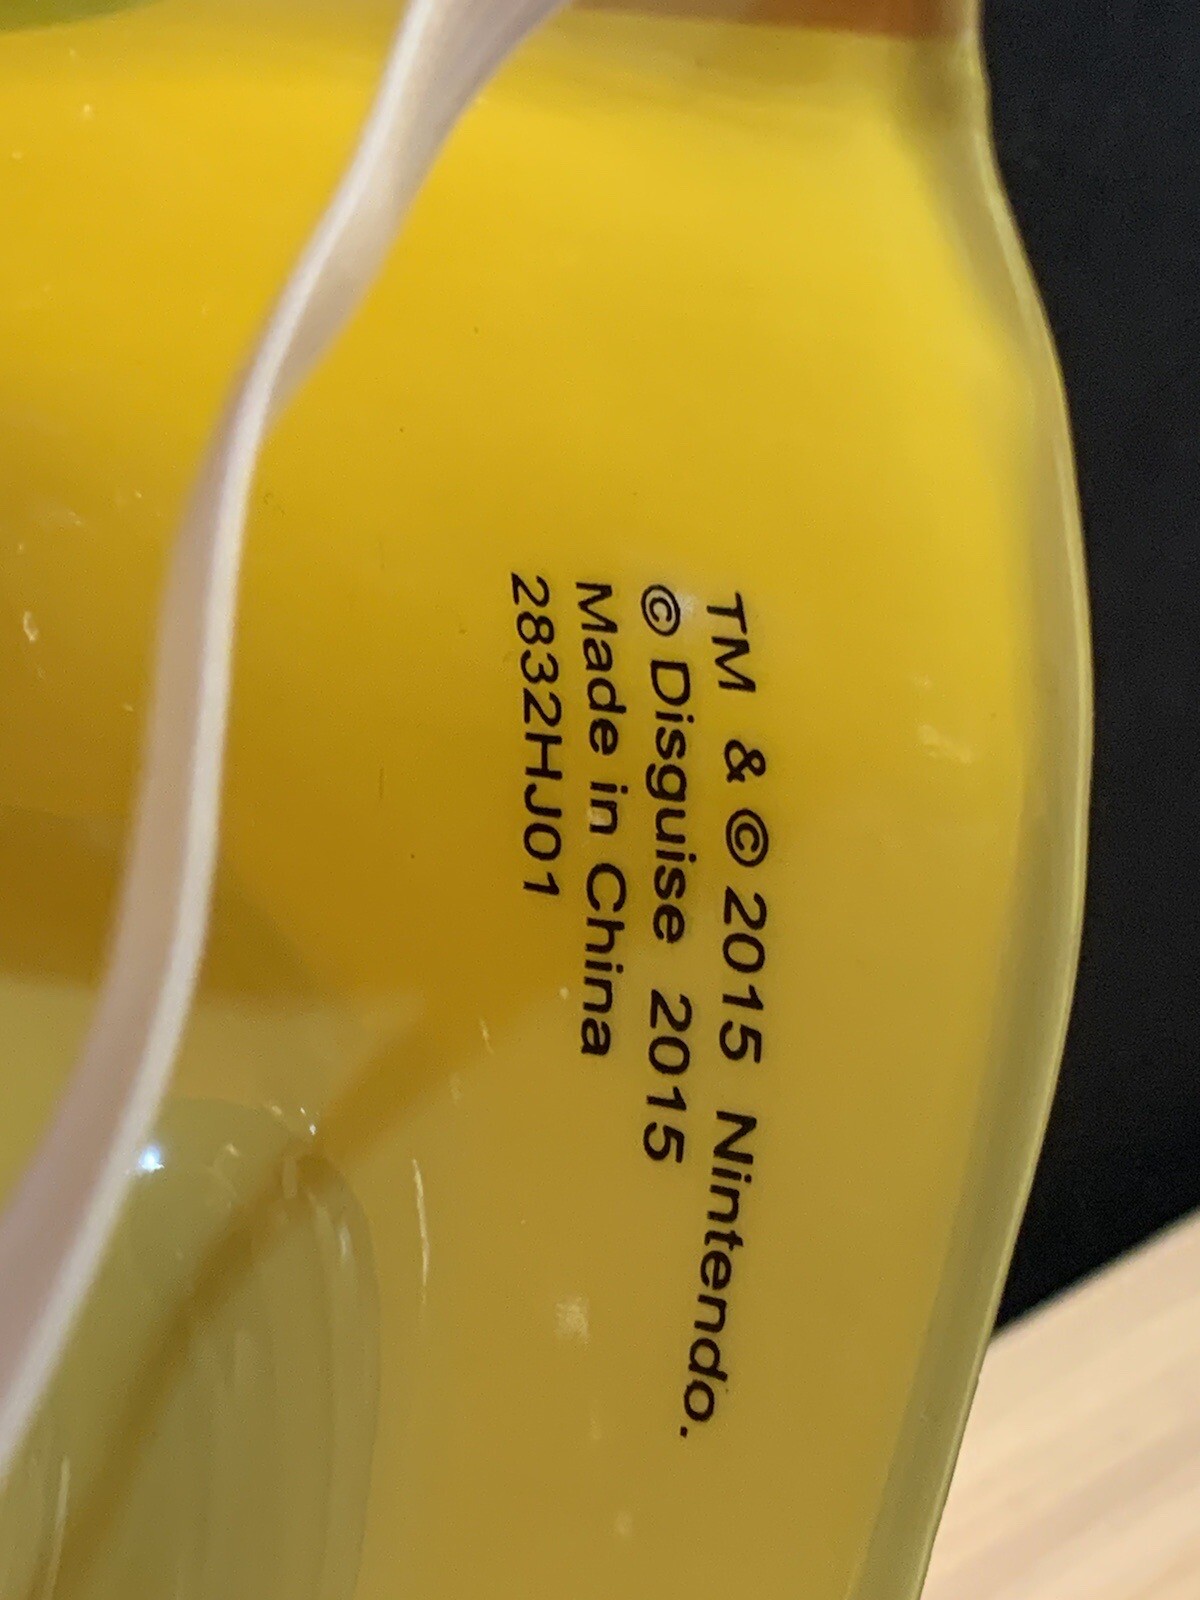 TM & © 2015 Nintendo.
© Disguise 2015
Made in China
2832HJ01